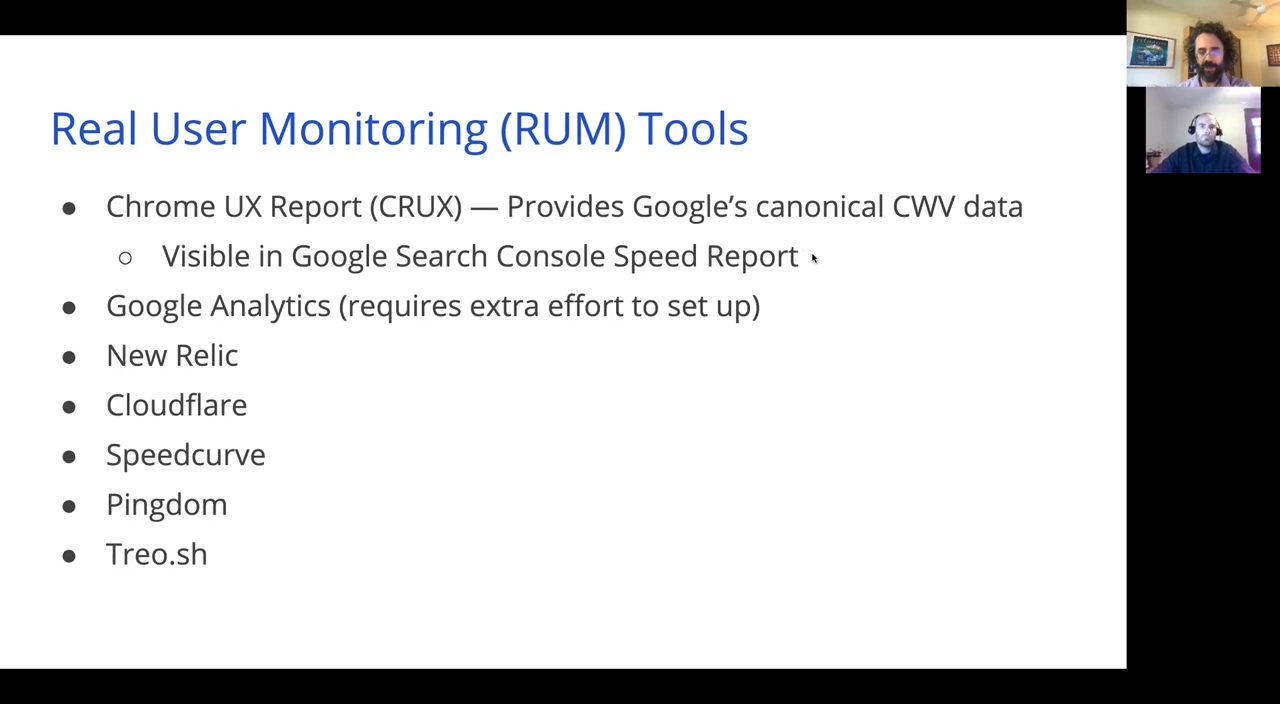 Real User Monitoring (RUM) Tools
● Chrome UX Report (CRUX) — Provides Google’s canonical CWV data
○ Visible in Google Search Console Speed Report
● Google Analytics (requires extra effort to set up)
● New Relic
● Cloudflare
● Speedcurve
● Pingdom
● Treo.sh